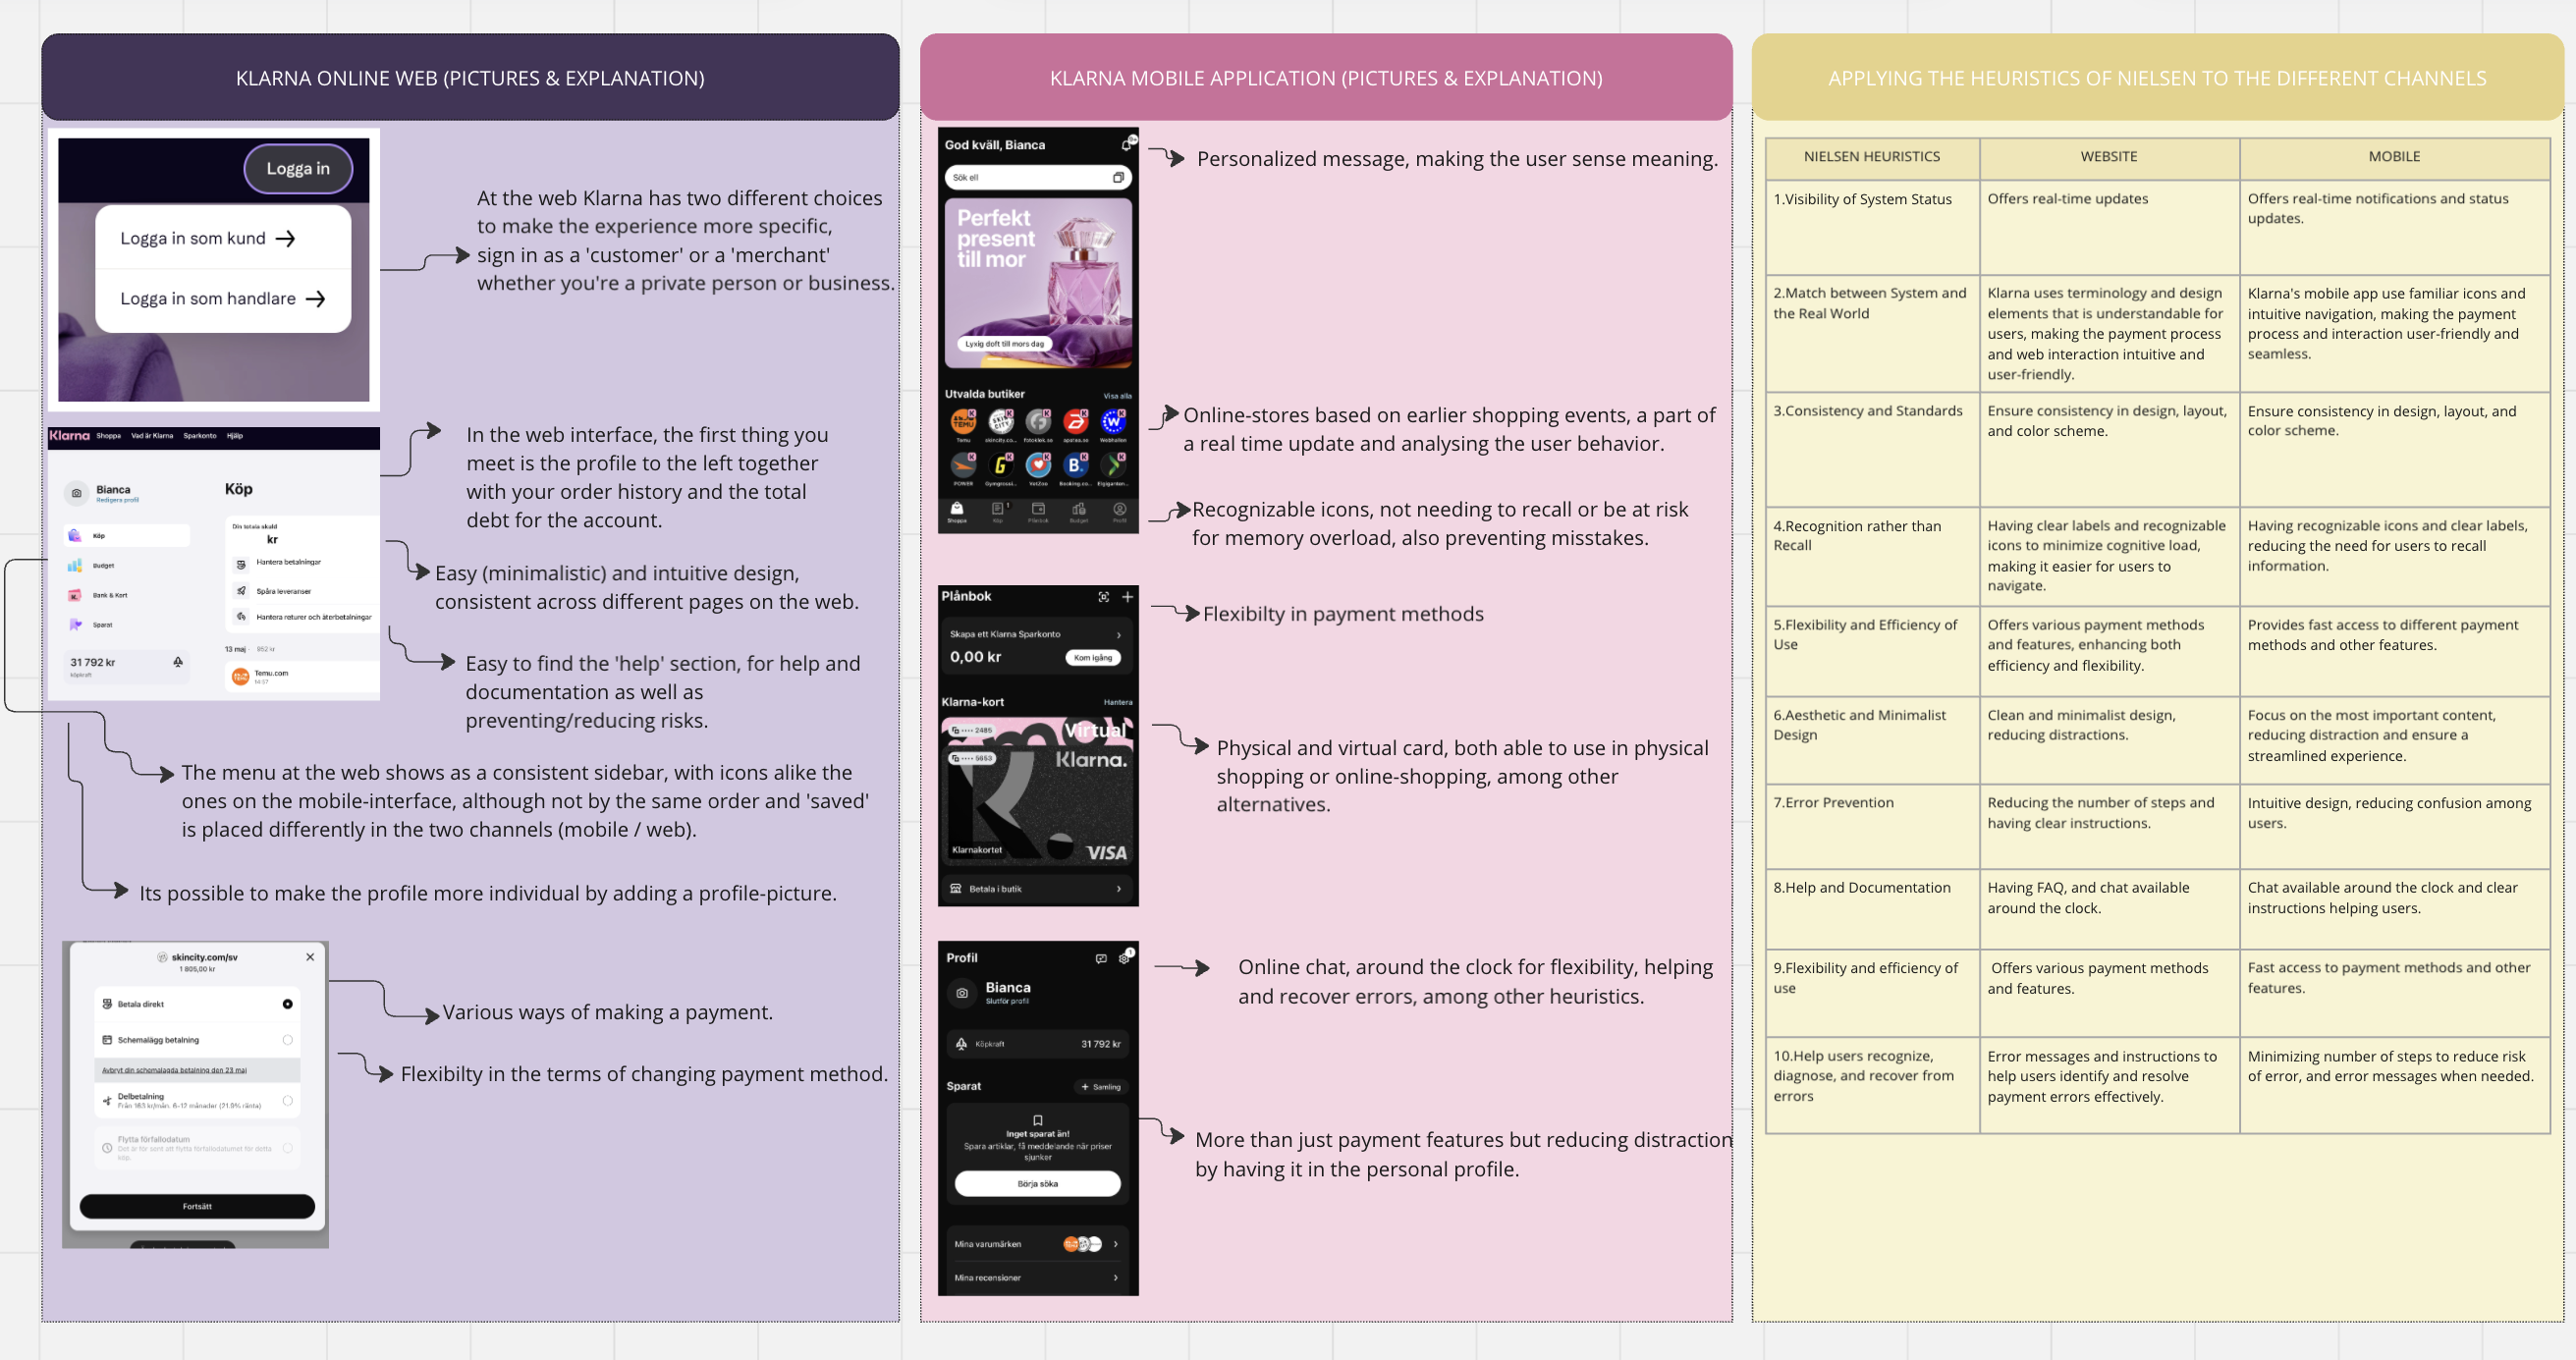 KLARNA ONLINE WEB (PICTURES & EXPLANATION)
Logga in
Logga in som kund →
Logga in som handlare →
At the web Klarna has two different choices
to make the experience more specific,
sign in as a 'customer' or a 'merchant'
whether you're a private person or business.
Klarna Shoppa Vad är Klarna Sparkonto Hjälp
Bianca
Redigera profil
Köp
Budget
Bank & Kort
Sparat
31 792 kr
Köpkraft
Köp
Din totala skuld
kr
Hantera betalningar
Spåra leveranser
Hantera returer och återbetalningar
13 maj · 952 kr
Temu.com
14:37
In the web interface, the first thing you
meet is the profile to the left together
with your order history and the total
debt for the account.
Easy (minimalistic) and intuitive design,
consistent across different pages on the web.
Easy to find the 'help' section, for help and
documentation as well as
preventing/reducing risks.
The menu at the web shows as a consistent sidebar, with icons alike the
ones on the mobile-interface, although not by the same order and 'saved'
is placed differently in the two channels (mobile / web).
Its possible to make the profile more individual by adding a profile-picture.
skincity.com/sv
1 805,00 kr
Betala direkt
Schemalägg betalning
Avbryt din schemalagda betalning den 23 maj
Delbetalning
Från 163 kr/mån. 6-12 månader (21.9% ränta)
Flytta förfallodatum
Det är för sent att flytta förfallodatumet för detta
köp.
Fortsätt
Various ways of making a payment.
Flexibilty in the terms of changing payment method.
KLARNA MOBILE APPLICATION (PICTURES & EXPLANATION)
God kväll, Bianca
Sök ell
Perfekt
present
till mor
Lyxig doft till mors dag
Utvalda butiker
Visa alla
TEMU
SKIN CITY
Temu skincity.co... fotoklok.se apotea.se Webhallen
POWER Gymgrossi... VetZoo Booking.co... Elgiganten...
Shoppa Köp Plånbok Budget Profil
Personalized message, making the user sense meaning.
Online-stores based on earlier shopping events, a part of
a real time update and analysing the user behavior.
Recognizable icons, not needing to recall or be at risk
for memory overload, also preventing misstakes.
Plånbok
Skapa ett Klarna Sparkonto
0,00 kr
Kom igång
Klarna-kort
Hantera
•••• 2485
Virtual
•••• 5653
Klarna.
Klarnakortet
VISA
Betala i butik
Flexibilty in payment methods
Physical and virtual card, both able to use in physical
shopping or online-shopping, among other
alternatives.
Profil
1
Bianca
Slutför profil
Köpkraft 31 792 kr
Sparat
+ Samling
Inget sparat än!
Spara artiklar, få meddelande när priser
sjunker
Börja söka
Mina varumärken
Mina recensioner
Online chat, around the clock for flexibility, helping
and recover errors, among other heuristics.
More than just payment features but reducing distraction
by having it in the personal profile.
APPLYING THE HEURISTICS OF NIELSEN TO THE DIFFERENT CHANNELS
NIELSEN HEURISTICS WEBSITE MOBILE
1.Visibility of System Status
Offers real-time updates
Offers real-time notifications and status
updates.
2.Match between System and
the Real World
Klarna uses terminology and design
elements that is understandable for
users, making the payment process
and web interaction intuitive and
user-friendly.
Klarna's mobile app use familiar icons and
intuitive navigation, making the payment
process and interaction user-friendly and
seamless.
3.Consistency and Standards
Ensure consistency in design, layout,
and color scheme.
Ensure consistency in design, layout, and
color scheme.
4.Recognition rather than
Recall
Having clear labels and recognizable
icons to minimize cognitive load,
making it easier for users to
navigate.
Having recognizable icons and clear labels,
reducing the need for users to recall
information.
5.Flexibility and Efficiency of
Use
Offers various payment methods
and features, enhancing both
efficiency and flexibility.
Provides fast access to different payment
methods and other features.
6.Aesthetic and Minimalist
Design
Clean and minimalist design,
reducing distractions.
Focus on the most important content,
reducing distraction and ensure a
streamlined experience.
7.Error Prevention
Reducing the number of steps and
having clear instructions.
Intuitive design, reducing confusion among
users.
8.Help and Documentation
Having FAQ, and chat available
around the clock.
Chat available around the clock and clear
instructions helping users.
9.Flexibility and efficiency of
use
Offers various payment methods
and features.
Fast access to payment methods and other
features.
10.Help users recognize,
diagnose, and recover from
errors
Error messages and instructions to
help users identify and resolve
payment errors effectively.
Minimizing number of steps to reduce risk
of error, and error messages when needed.